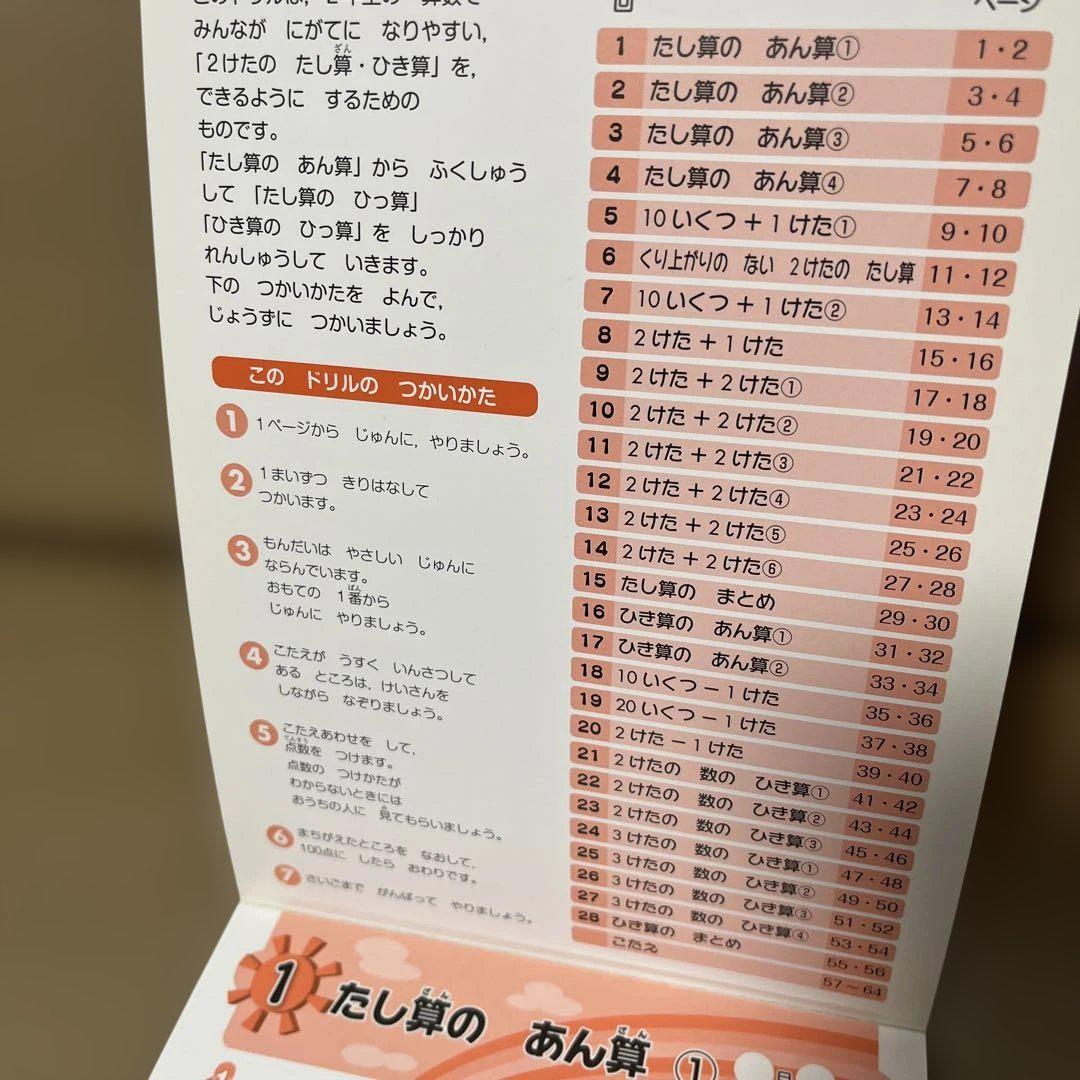 このドリルは,2年生の 算数で
みんなが にがてに なりやすい,
「2けたの たし算・ひき算」を,
できるように するための
ものです。
「たし算の あん算」から ふくしゅう
して 「たし算の ひっ算」
「ひき算の ひっ算」を しっかり
れんしゅうして いきます。
下の つかいかたを よんで,
じょうずに つかいましょう。
この ドリルの つかいかた
1 1ページから じゅんに,やりましょう。
2 1まいずつ きりはなして
つかいます。
3 もんだいは やさしい じゅんに
ならんでいます。
おもての 1番から
じゅんに やりましょう。
4 こたえが うすく いんさつして
ある ところは,けいさんを
しながら なぞりましょう。
5 こたえあわせを して,
点数を つけます。
点数の つけかたが
わからないときには
おうちの人に 見てもらいましょう。
6 まちがえたところを なおして,
100点に したら おわりです。
7 さいごまで がんばって やりましょう。
回 ページ
1 たし算の あん算① 1・2
2 たし算の あん算② 3・4
3 たし算の あん算③ 5・6
4 たし算の あん算④ 7・8
5 10いくつ+1けた① 9・10
6 くり上がりの ない 2けたの たし算 11・12
7 10いくつ+1けた② 13・14
8 2けた+1けた 15・16
9 2けた+2けた① 17・18
10 2けた+2けた② 19・20
11 2けた+2けた③ 21・22
12 2けた+2けた④ 23・24
13 2けた+2けた⑤ 25・26
14 2けた+2けた⑥ 27・28
15 たし算の まとめ 29・30
16 ひき算の あん算① 31・32
17 ひき算の あん算② 33・34
18 10いくつ-1けた 35・36
19 20いくつ-1けた 37・38
20 2けた-1けた 39・40
21 2けたの 数の ひき算① 41・42
22 2けたの 数の ひき算② 43・44
23 2けたの 数の ひき算③ 45・46
24 3けたの 数の ひき算① 47・48
25 3けたの 数の ひき算② 49・50
26 3けたの 数の ひき算③ 51・52
27 3けたの 数の ひき算④ 53・54
28 ひき算の まとめ 55・56
こたえ 57~64
1 たし算の あん算 ① 月
1